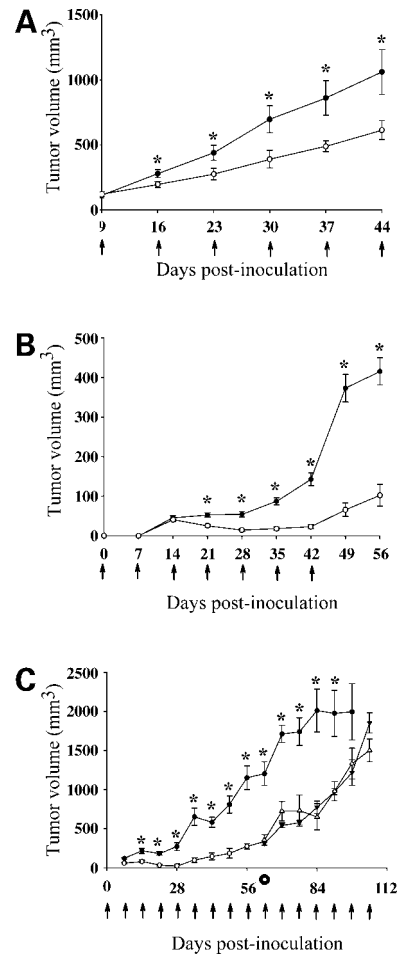 A
Tumor volume (mm3)
1500
1000
500
0
9 16 23 30 37 44
* * * * *
Days post-inoculation
B
Tumor volume (mm3)
500
400
300
200
100
0
0 7 14 21 28 35 42 49 56
* * * * * *
Days post-inoculation
C
Tumor volume (mm3)
2500
2000
1500
1000
500
0
0 28 56 84 112
* * * * * * * * * * *
Days post-inoculation